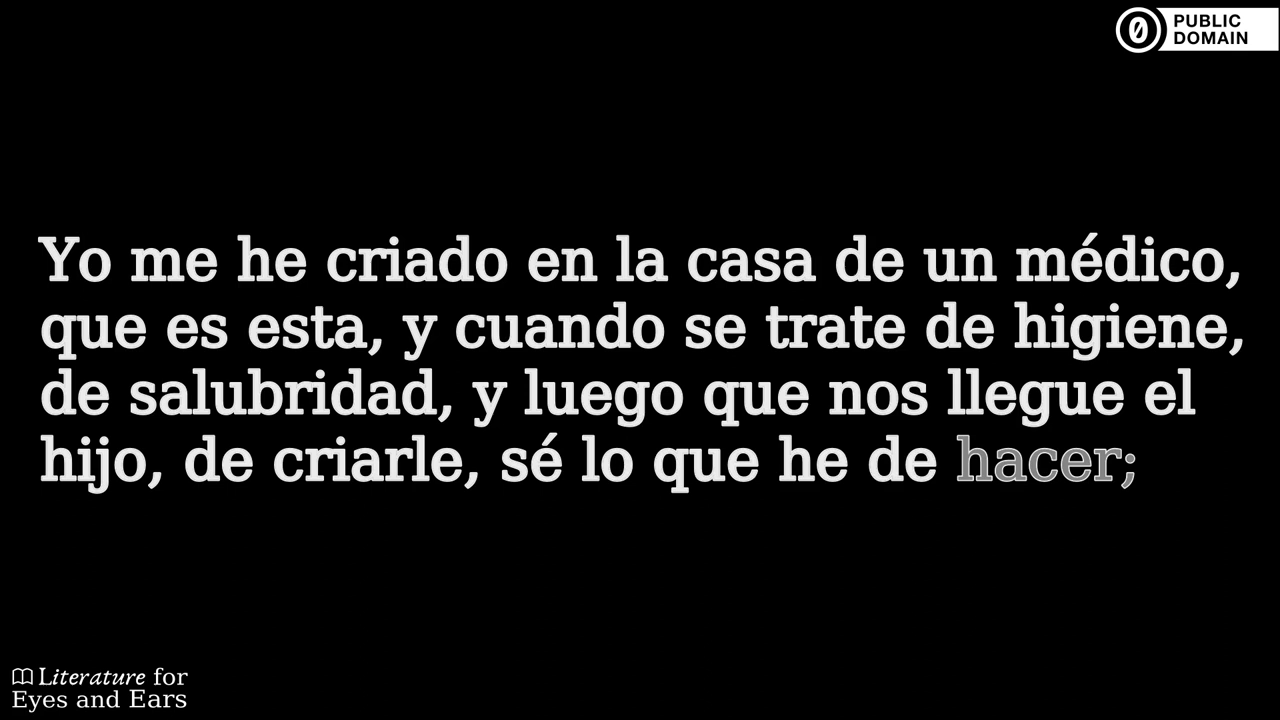 PUBLIC
DOMAIN
Yo me he criado en la casa de un médico,
que es esta, y cuando se trate de higiene,
de salubridad, y luego que nos llegue el
hijo, de criarle, sé lo que he de hacer;
Literature for
Eyes and Ears